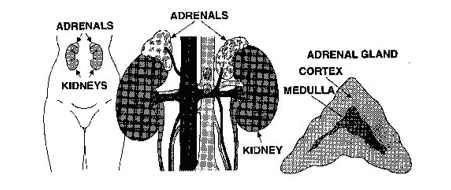 ADRENALS
KIDNEYS
ADRENALS
KIDNEY
ADRENAL GLAND
CORTEX
MEDULLA